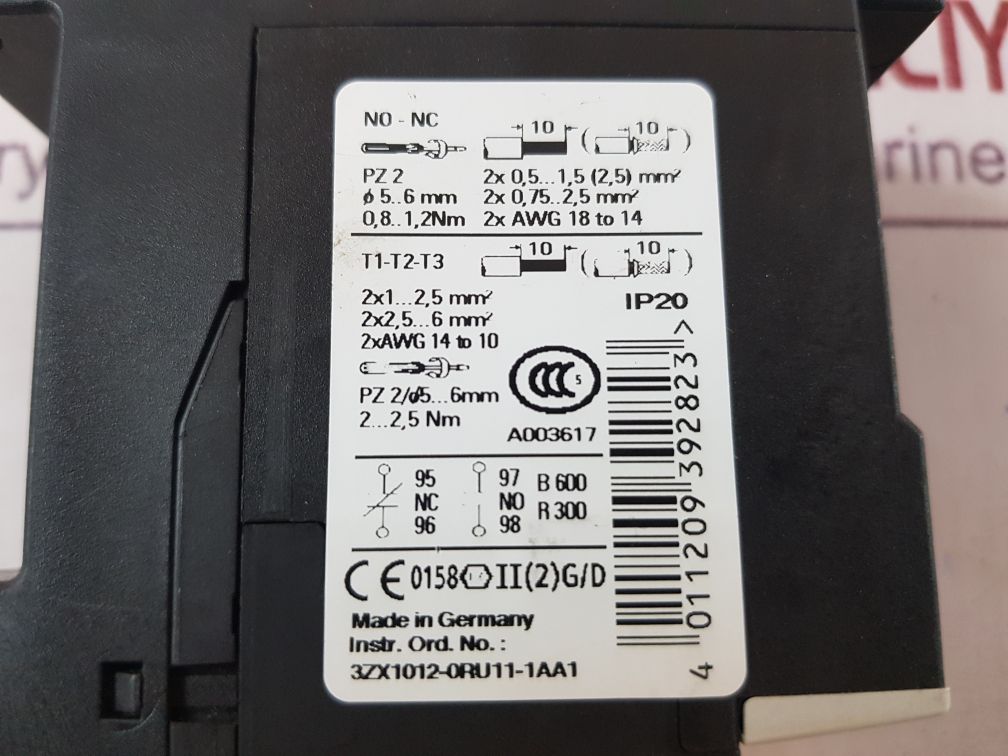 NO - NC
10 ( 10 )
PZ 2 2x 0,5...1,5 (2,5) mm²
ϕ 5..6 mm 2x 0,75..2,5 mm²
0,8..1,2Nm 2x AWG 18 to 14
T1-T2-T3 10 ( 10 )
2x1...2,5 mm²
2x2,5...6 mm²
2xAWG 14 to 10
IP20
PZ 2/ϕ5...6mm
2...2,5 Nm
CCC S
A003617
95 97 B 600
NC NO R 300
96 98
CE 0158 II(2)G/D
Made in Germany
Instr. Ord. No. :
3ZX1012-0RU11-1AA1
4 011209 392823 >